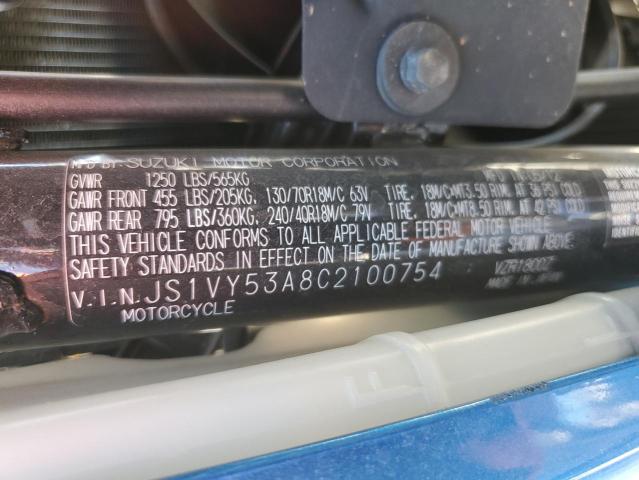 MFD BY SUZUKI MOTOR CORPORATION
GVWR 1250 LBS/565KG
GAWR FRONT 455 LBS/205KG, 130/70R18M/C 63V TIRE, 18M/C×MT3.50 RIM, AT 36 PSI COLD
GAWR REAR 795 LBS/360KG, 240/40R18M/C 79V TIRE, 18M/C×MT8.50 RIM, AT 42 PSI COLD
THIS VEHICLE CONFORMS TO ALL APPLICABLE FEDERAL MOTOR VEHICLE
SAFETY STANDARDS IN EFFECT ON THE DATE OF MANUFACTURE SHOWN ABOVE.
V.I.N. JS1VY53A8C2100754 VZR1800Z
MOTORCYCLE MADE IN
F